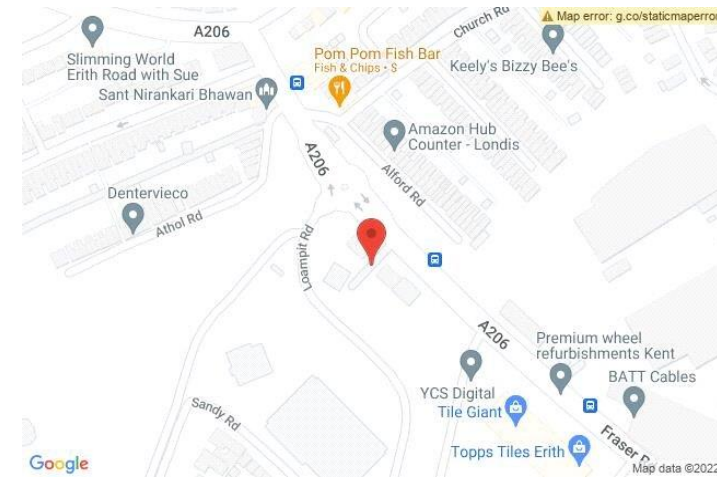 Map error: g.co/staticmaperror
A206
Church Rd
Slimming World
Erith Road with Sue
Pom Pom Fish Bar
Fish & Chips • $
Keely's Bizzy Bee's
Sant Nirankari Bhawan
Amazon Hub
Counter - Londis
A206
Alford Rd
Dentervieco
Athol Rd
Loampit Rd
A206
Premium wheel
refurbishments Kent
BATT Cables
YCS Digital
Tile Giant
Sandy Rd
Topps Tiles Erith
Fraser
Google
Map data ©2022